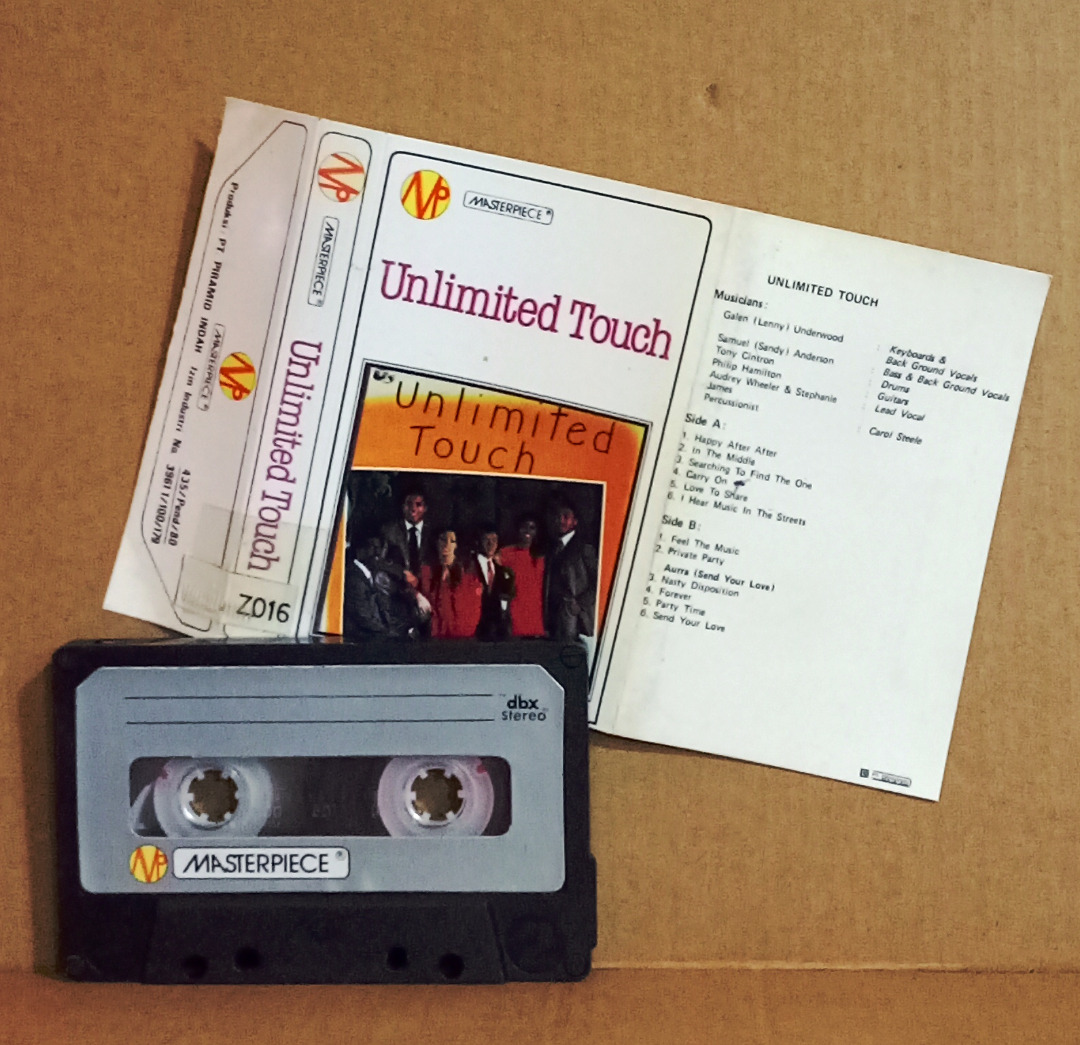 Produksi : PT PIRAMID INDAH Izin Industri No. 435/Pend/80
3961/100/179
MP
MASTERPIECE®
MP
MASTERPIECE®
Unlimited Touch
Z016
MP
MASTERPIECE®
Unlimited Touch
Unlimited
Touch
UNLIMITED TOUCH
Musicians :
Galen (Lenny) Underwood : Keyboards &
Back Ground Vocals
Samuel (Sandy) Anderson : Bass & Back Ground Vocals
Tony Cintron : Drums
Philip Hamilton : Guitars
Audrey Wheeler & Stephanie : Lead Vocal
James
Percussionist : Carol Steele
Side A :
1. Happy After After
2. In The Middle
3. Searching To Find The One
4. Carry On
5. Love To Share
6. I Hear Music In The Streets
Side B :
1. Feel The Music
2. Private Party
Aurra (Send Your Love)
3. Nasty Disposition
4. Forever
5. Party Time
6. Send Your Love
dbx
Stereo
MP
MASTERPIECE®